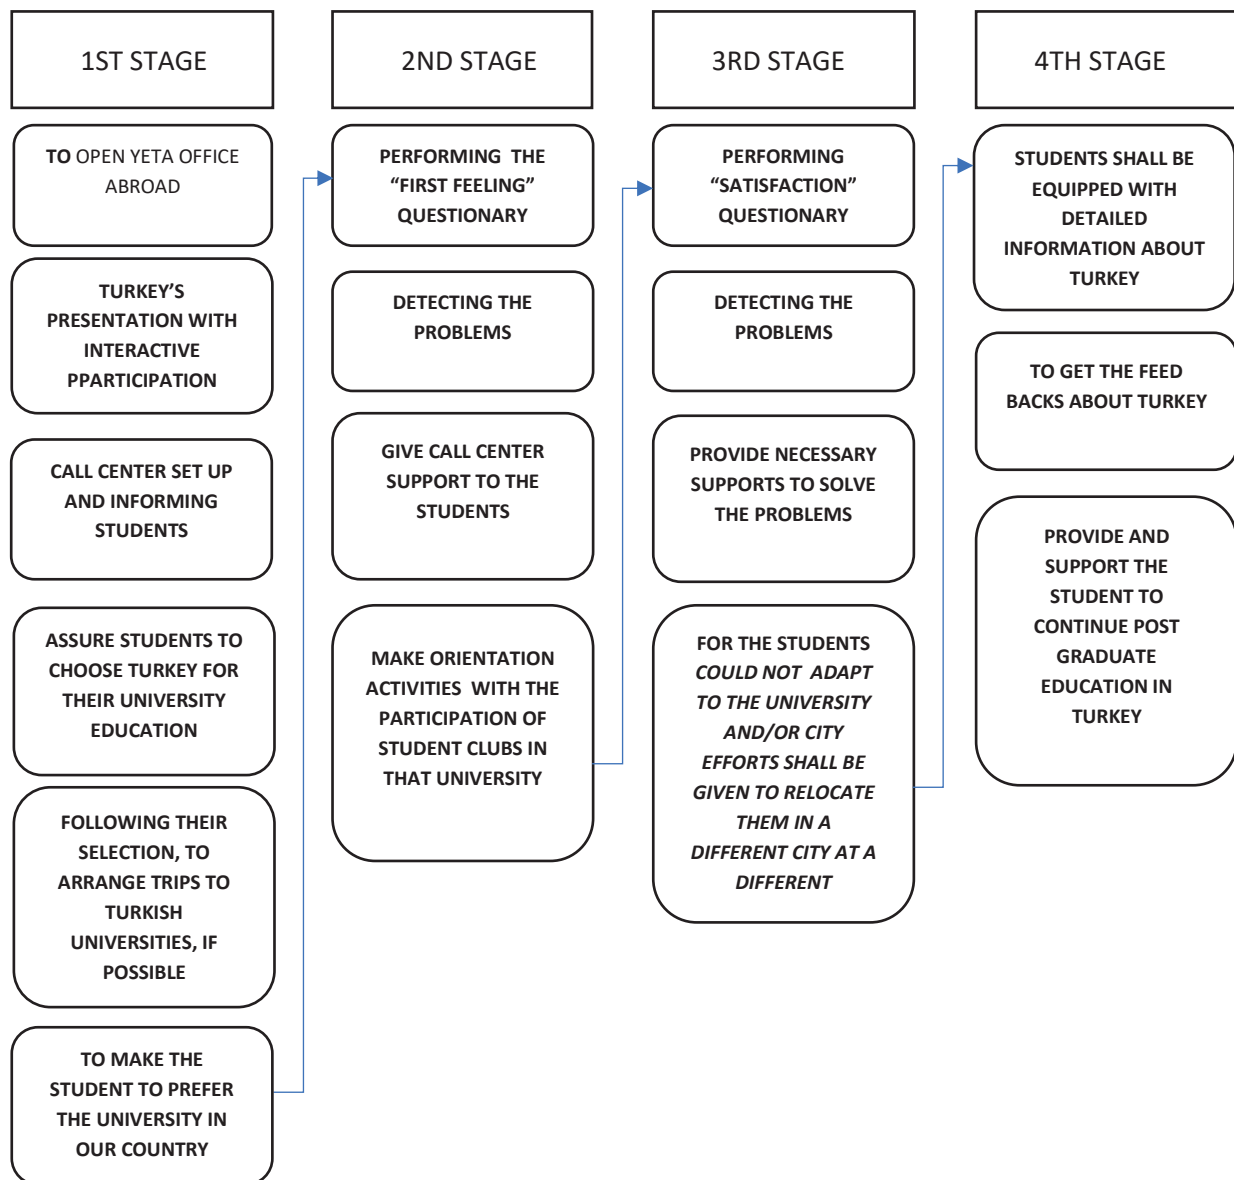 1ST STAGE
TO OPEN YETA OFFICE
ABROAD
TURKEY’S
PRESENTATION WITH
INTERACTIVE
PPARTICIPATION
CALL CENTER SET UP
AND INFORMING
STUDENTS
ASSURE STUDENTS TO
CHOOSE TURKEY FOR
THEIR UNIVERSITY
EDUCATION
FOLLOWING THEIR
SELECTION, TO
ARRANGE TRIPS TO
TURKISH
UNIVERSITIES, IF
POSSIBLE
TO MAKE THE
STUDENT TO PREFER
THE UNIVERSITY IN
OUR COUNTRY
2ND STAGE
PERFORMING THE
“FIRST FEELING”
QUESTIONARY
DETECTING THE
PROBLEMS
GIVE CALL CENTER
SUPPORT TO THE
STUDENTS
MAKE ORIENTATION
ACTIVITIES WITH THE
PARTICIPATION OF
STUDENT CLUBS IN
THAT UNIVERSITY
3RD STAGE
PERFORMING
“SATISFACTION”
QUESTIONARY
DETECTING THE
PROBLEMS
PROVIDE NECESSARY
SUPPORTS TO SOLVE
THE PROBLEMS
FOR THE STUDENTS
COULD NOT ADAPT
TO THE UNIVERSITY
AND/OR CITY
EFFORTS SHALL BE
GIVEN TO RELOCATE
THEM IN A
DIFFERENT CITY AT A
DIFFERENT
4TH STAGE
STUDENTS SHALL BE
EQUIPPED WITH
DETAILED
INFORMATION ABOUT
TURKEY
TO GET THE FEED
BACKS ABOUT TURKEY
PROVIDE AND
SUPPORT THE
STUDENT TO
CONTINUE POST
GRADUATE
EDUCATION IN
TURKEY